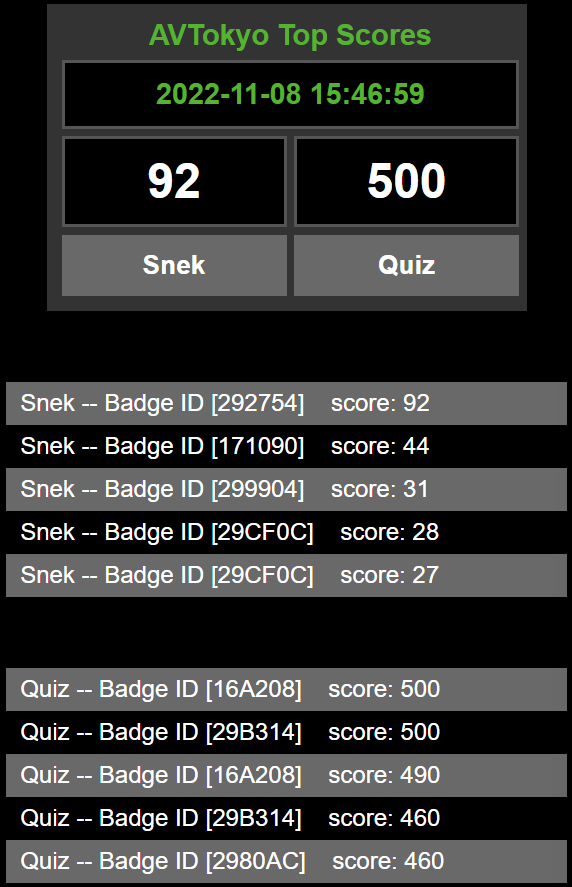 AVTokyo Top Scores
2022-11-08 15:46:59
92 500
Snek Quiz
Snek -- Badge ID [292754] score: 92
Snek -- Badge ID [171090] score: 44
Snek -- Badge ID [299904] score: 31
Snek -- Badge ID [29CF0C] score: 28
Snek -- Badge ID [29CF0C] score: 27
Quiz -- Badge ID [16A208] score: 500
Quiz -- Badge ID [29B314] score: 500
Quiz -- Badge ID [16A208] score: 490
Quiz -- Badge ID [29B314] score: 460
Quiz -- Badge ID [2980AC] score: 460